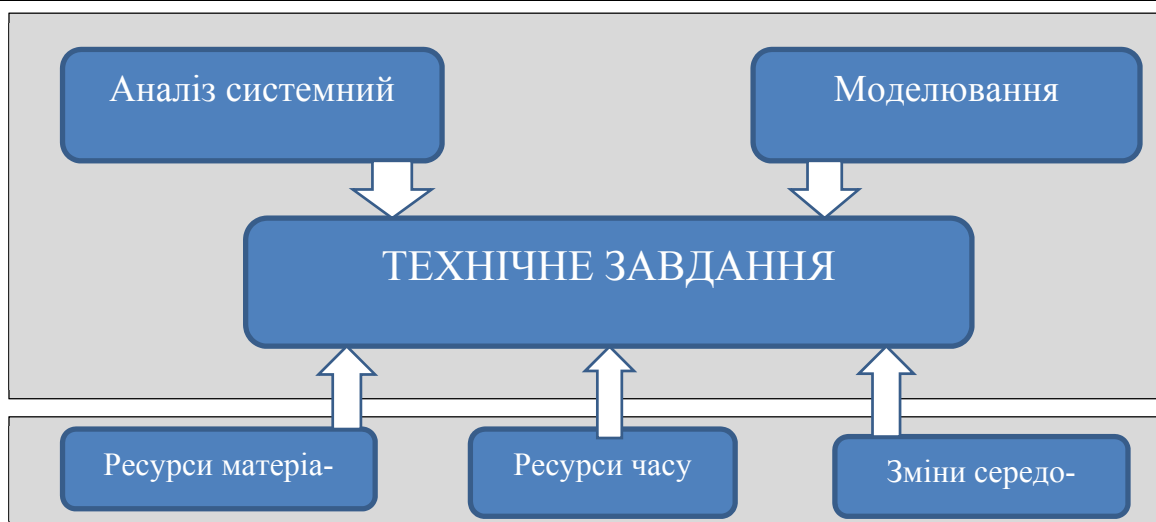 Аналіз системний
Моделювання
ТЕХНІЧНЕ ЗАВДАННЯ
Ресурси матеріа-
Ресурси часу
Зміни середо-